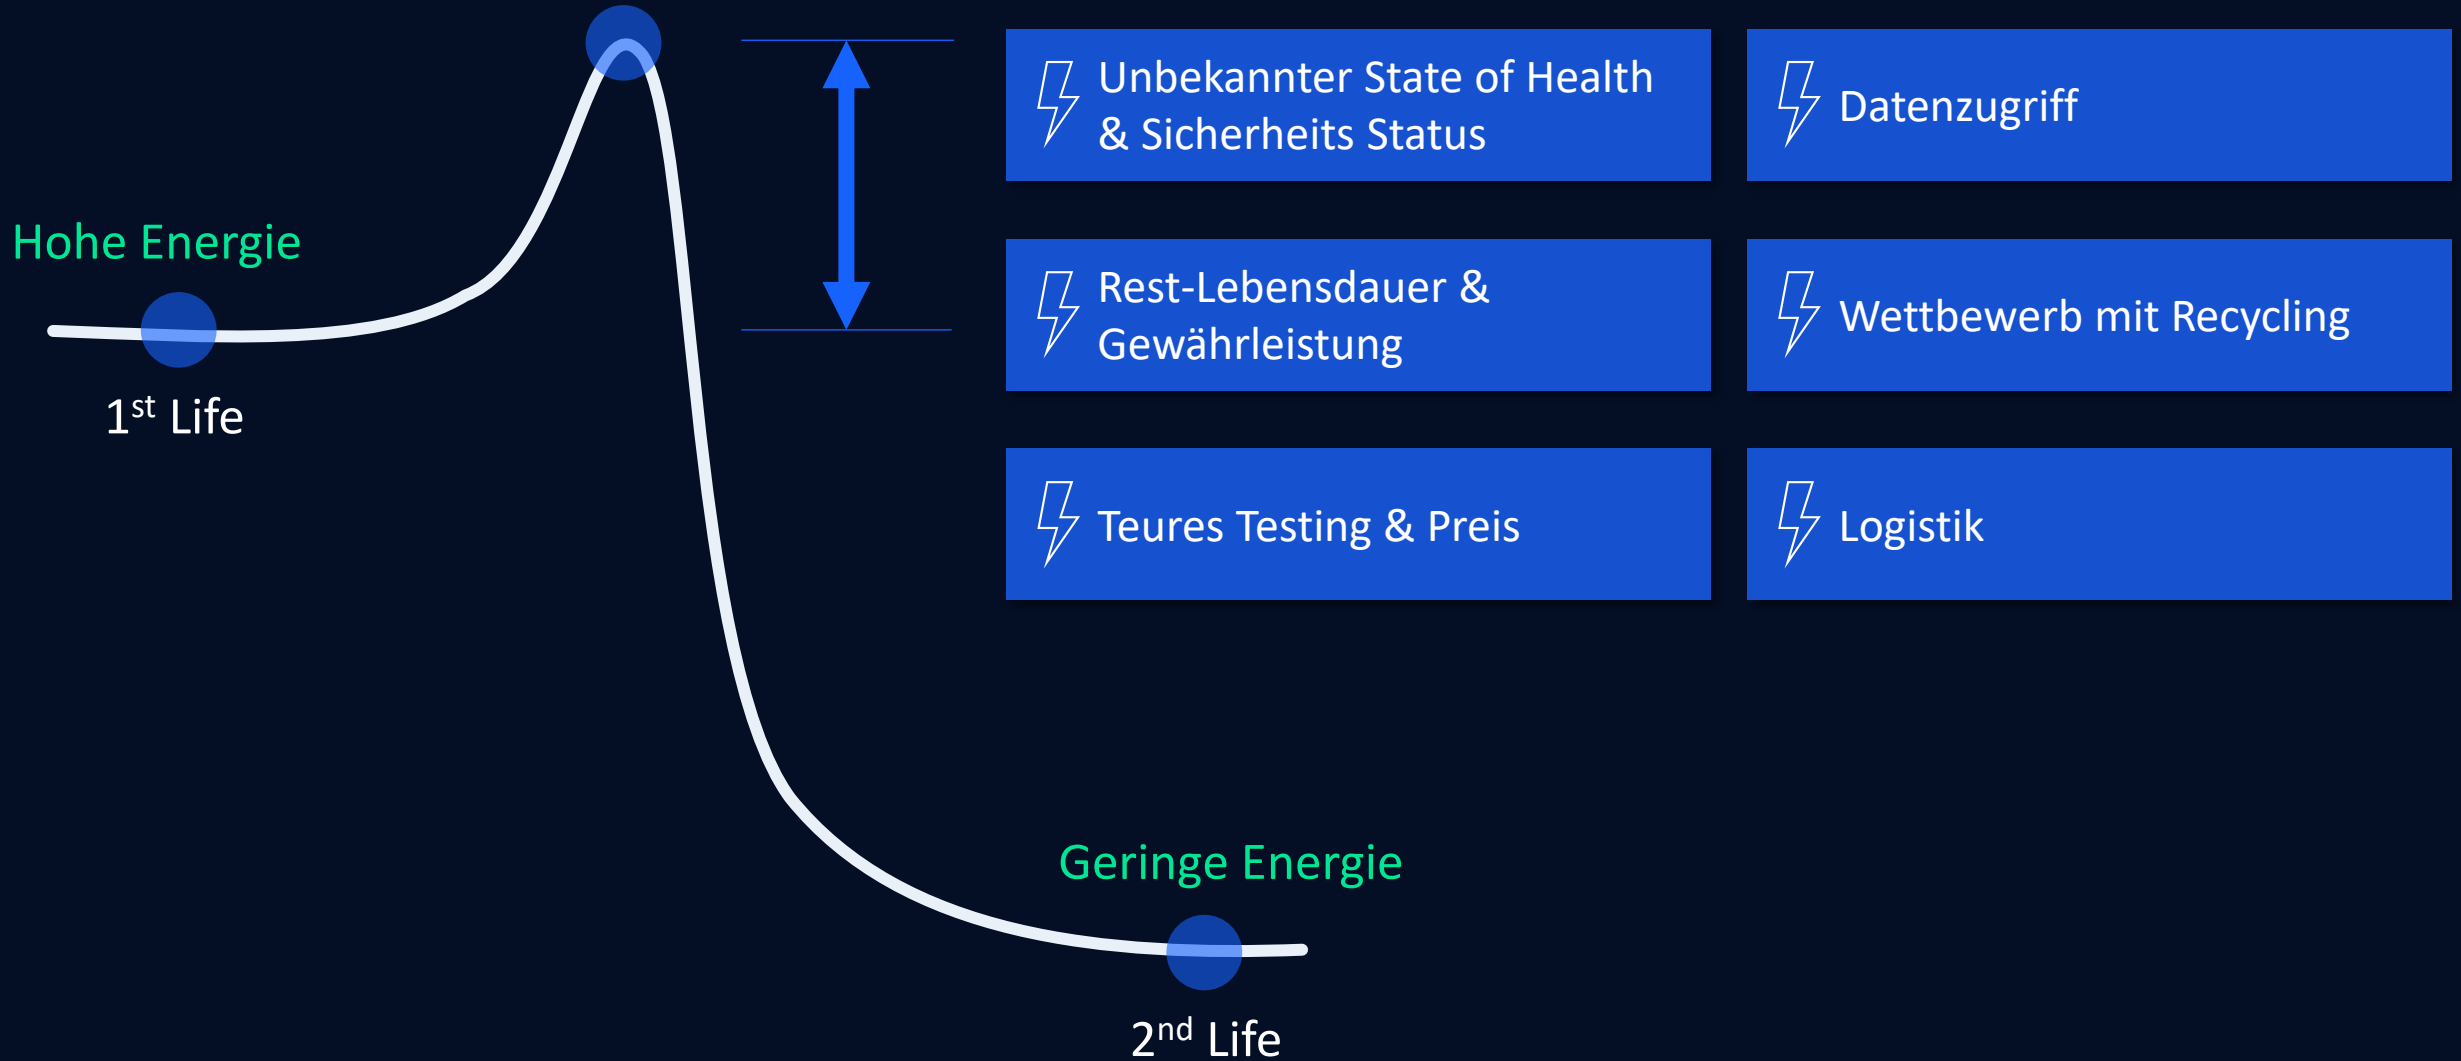 Hohe Energie
1st Life
Unbekannter State of Health
& Sicherheits Status
Datenzugriff
Rest-Lebensdauer &
Gewährleistung
Wettbewerb mit Recycling
Teures Testing & Preis
Logistik
Geringe Energie
2nd Life